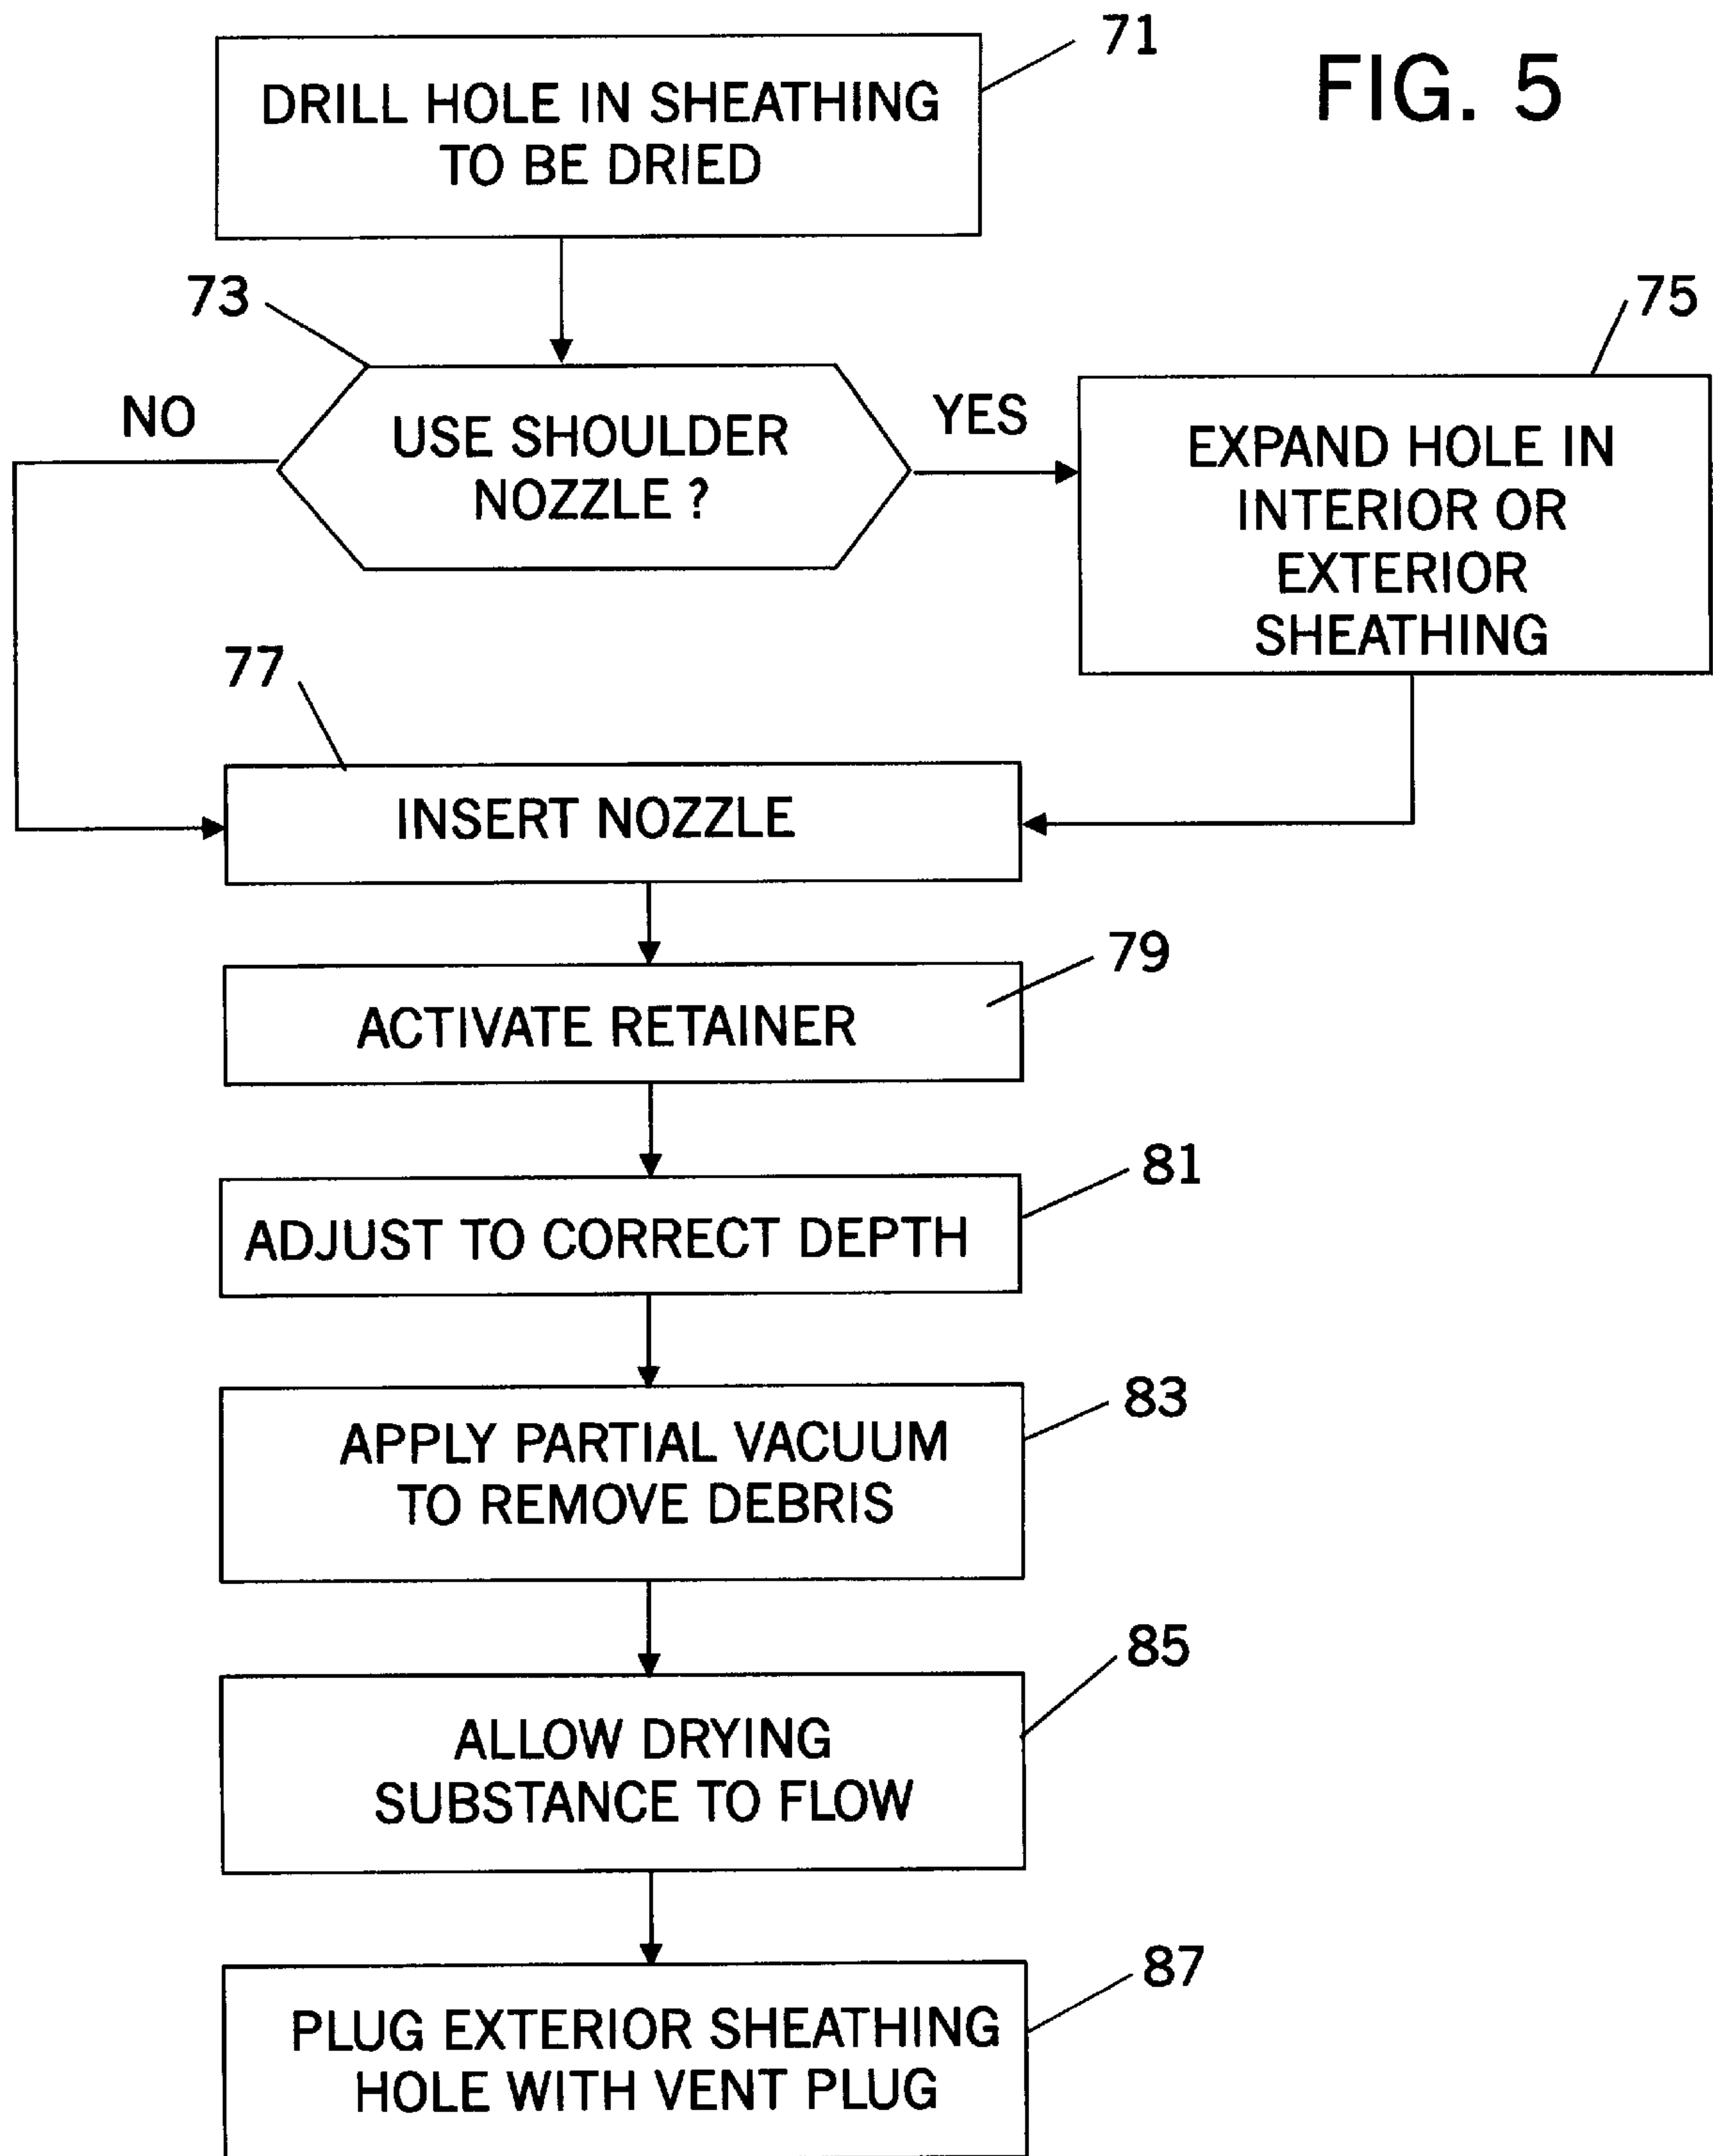 71
FIG. 5
DRILL HOLE IN SHEATHING
TO BE DRIED
73
75
NO
USE SHOULDER
NOZZLE ?
YES
EXPAND HOLE IN
INTERIOR OR
EXTERIOR
SHEATHING
77
INSERT NOZZLE
79
ACTIVATE RETAINER
81
ADJUST TO CORRECT DEPTH
83
APPLY PARTIAL VACUUM
TO REMOVE DEBRIS
85
ALLOW DRYING
SUBSTANCE TO FLOW
87
PLUG EXTERIOR SHEATHING
HOLE WITH VENT PLUG